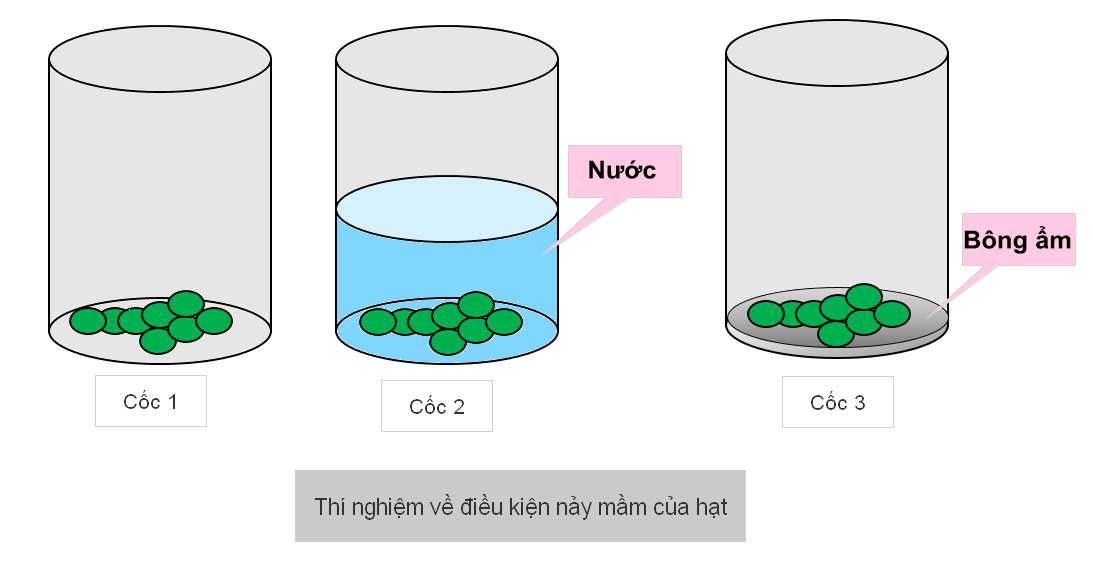 Nước
Bông ẩm
Cốc 1
Cốc 2
Cốc 3
Thí nghiệm về điều kiện nảy mầm của hạt